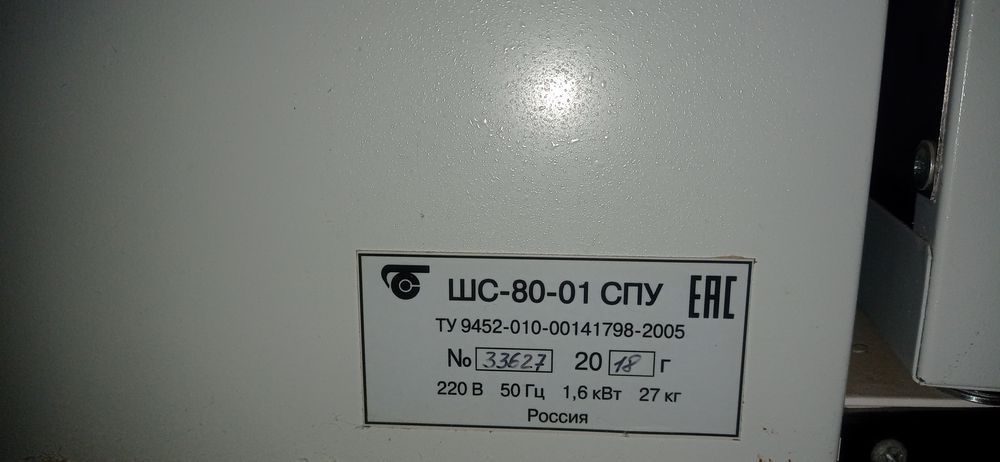 ШС-80-01 СПУ EAC
ТУ 9452-010-00141798-2005
№ 33627 20 18 г
220 В 50 Гц 1,6 кВт 27 кг
Россия